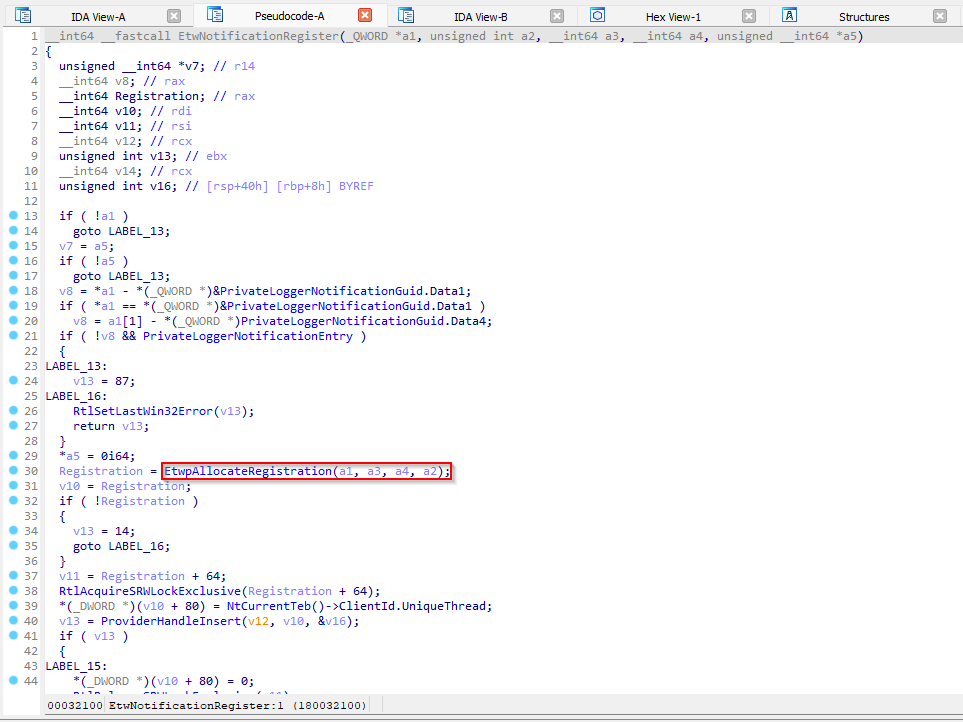 IDA View-A Pseudocode-A IDA View-B Hex View-1 Structures
1 __int64 __fastcall EtwNotificationRegister(_QWORD *a1, unsigned int a2, __int64 a3, __int64 a4, unsigned __int64 *a5)
2 {
3 unsigned __int64 *v7; // r14
4 __int64 v8; // rax
5 __int64 Registration; // rax
6 __int64 v10; // rdi
7 __int64 v11; // rsi
8 __int64 v12; // rcx
9 unsigned int v13; // ebx
10 __int64 v14; // rcx
11 unsigned int v16; // [rsp+40h] [rbp+8h] BYREF
12
13 if ( !a1 )
14 goto LABEL_13;
15 v7 = a5;
16 if ( !a5 )
17 goto LABEL_13;
18 v8 = *a1 - *(_QWORD *)&PrivateLoggerNotificationGuid.Data1;
19 if ( *a1 == *(_QWORD *)&PrivateLoggerNotificationGuid.Data1 )
20 v8 = a1[1] - *(_QWORD *)PrivateLoggerNotificationGuid.Data4;
21 if ( !v8 && PrivateLoggerNotificationEntry )
22 {
23 LABEL_13:
24 v13 = 87;
25 LABEL_16:
26 RtlSetLastWin32Error(v13);
27 return v13;
28 }
29 *a5 = 0i64;
30 Registration = EtwpAllocateRegistration(a1, a3, a4, a2);
31 v10 = Registration;
32 if ( !Registration )
33 {
34 v13 = 14;
35 goto LABEL_16;
36 }
37 v11 = Registration + 64;
38 RtlAcquireSRWLockExclusive(Registration + 64);
39 *(_DWORD *)(v10 + 80) = NtCurrentTeb()->ClientId.UniqueThread;
40 v13 = ProviderHandleInsert(v12, v10, &v16);
41 if ( v13 )
42 {
43 LABEL_15:
44 *(_DWORD *)(v10 + 80) = 0;
00032100 EtwNotificationRegister:1 (180032100)